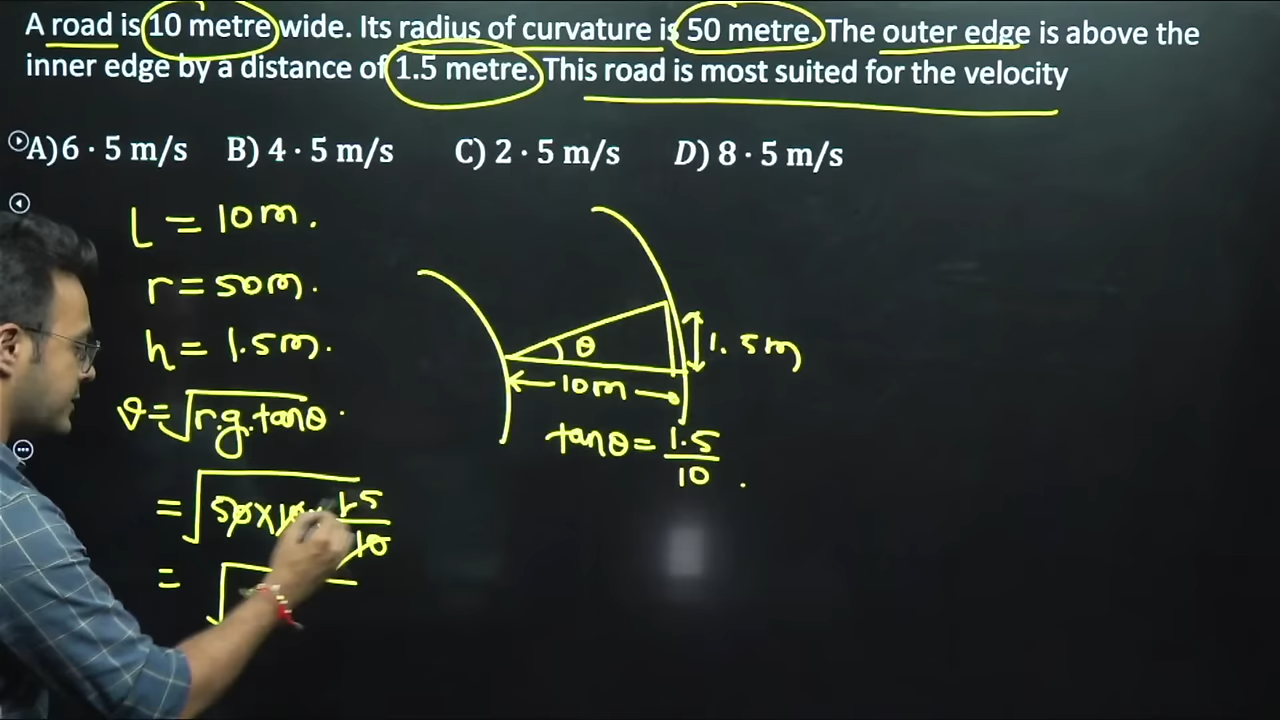 A road is 10 metre wide. Its radius of curvature is 50 metre. The outer edge is above the
inner edge by a distance of 1.5 metre. This road is most suited for the velocity
A) 6 · 5 m/s B) 4 · 5 m/s C) 2 · 5 m/s D) 8 · 5 m/s
L = 10m.
r = 50m.
h = 1.5m.
v = √r.g.tanθ.
= √50×10
=
θ
1.5m
10m
tanθ = 1.5/10.